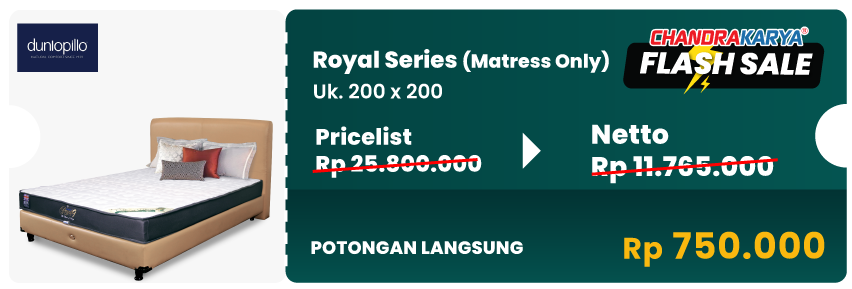 dunlopillo
CHANDRAKARYA®
FLASH SALE
Royal Series (Matress Only)
Uk. 200 x 200
Pricelist
Rp 25.800.000
Netto
Rp 11.765.000
POTONGAN LANGSUNG
Rp 750.000